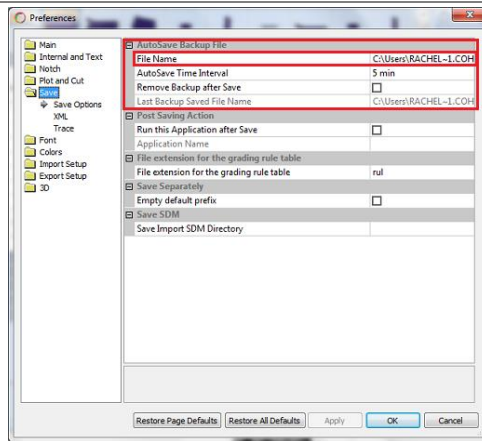 Preferences
Main
Internal and Text
Notch
Plot and Cut
Save
Save Options
XML
Trace
Font
Colors
Import Setup
Export Setup
3D
AutoSave Backup File
File Name C:\Users\RACHEL~1.COH
AutoSave Time Interval 5 min
Remove Backup after Save
Last Backup Saved File Name C:\Users\RACHEL~1.COH
Post Saving Action
Run this Application after Save
Application Name
File extension for the grading rule table
File extension for the grading rule table rul
Save Separately
Empty default prefix
Save SDM
Save Import SDM Directory
Restore Page Defaults Restore All Defaults Apply OK Cancel